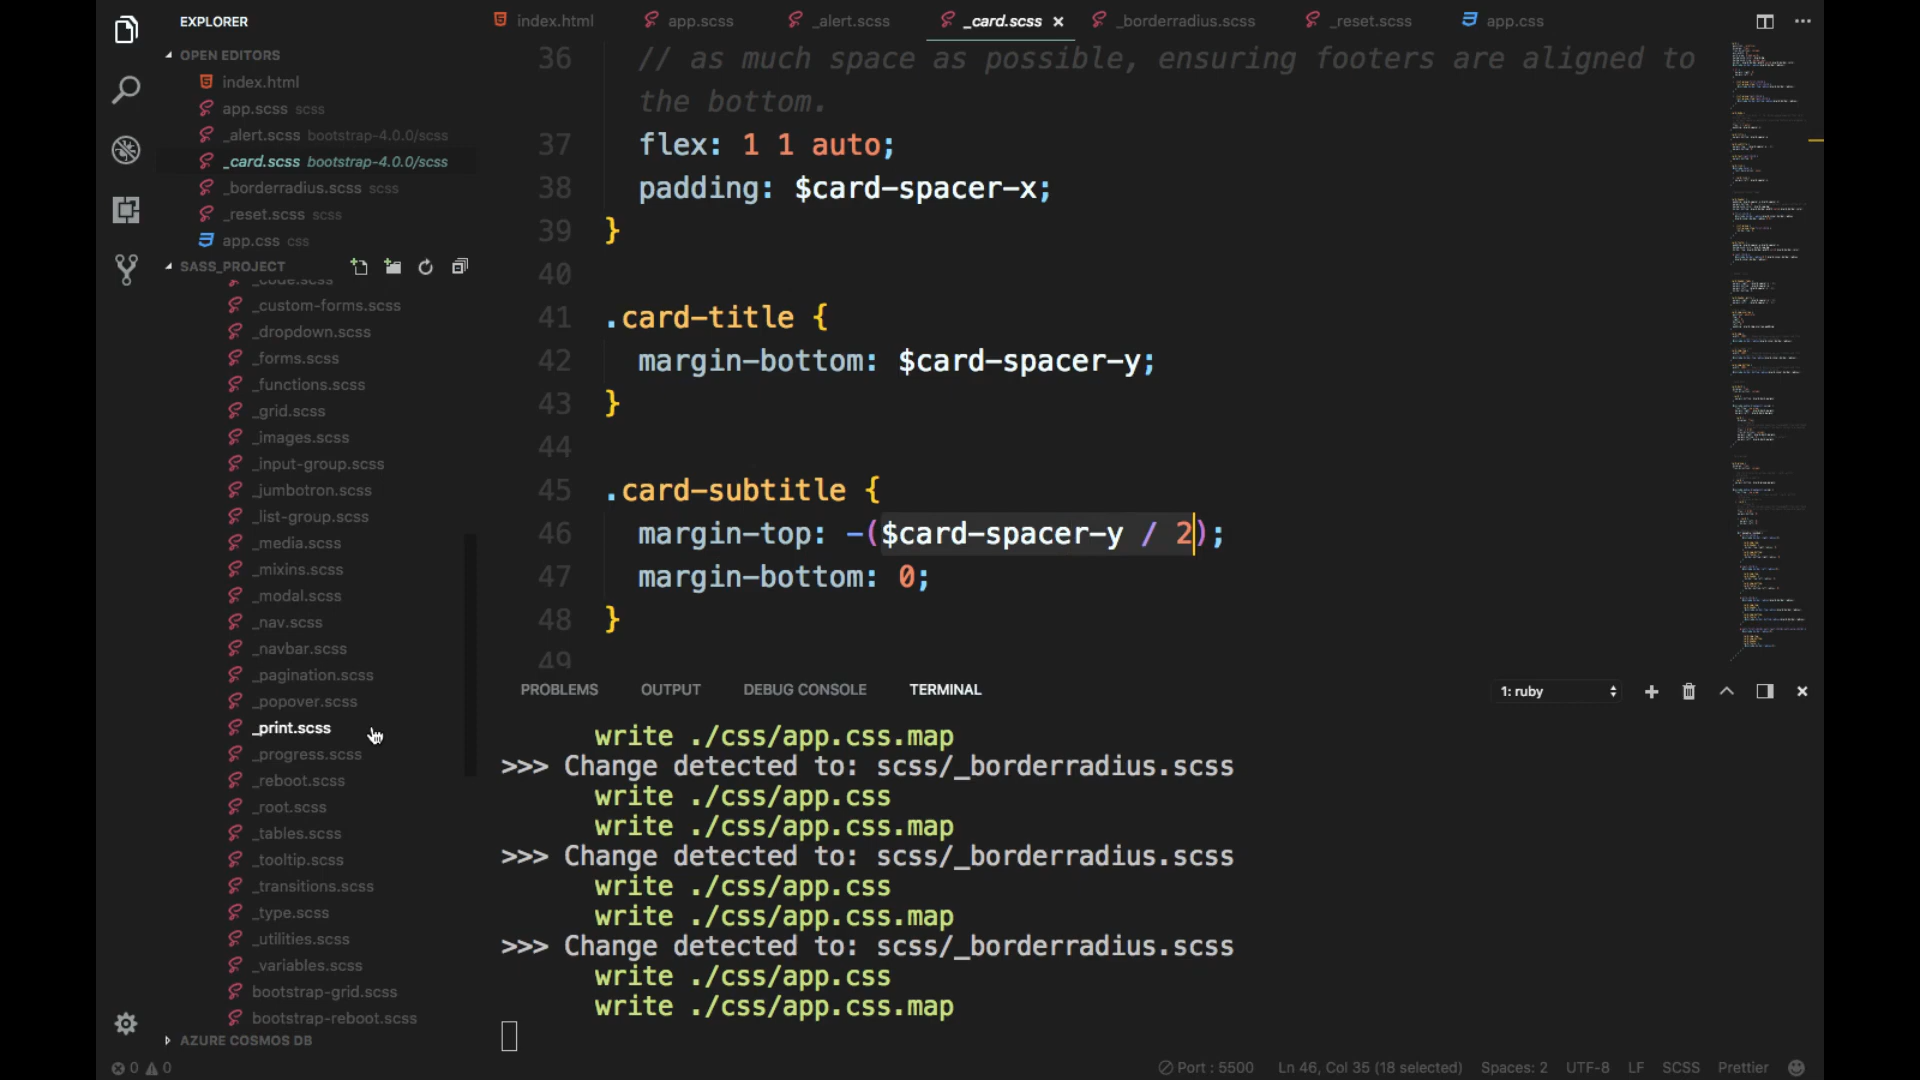 EXPLORER
OPEN EDITORS
index.html
app.scss scss
_alert.scss bootstrap-4.0.0/scss
_card.scss bootstrap-4.0.0/scss
_borderradius.scss scss
_reset.scss scss
app.css css
SASS_PROJECT
_code.scss
_custom-forms.scss
_dropdown.scss
_forms.scss
_functions.scss
_grid.scss
_images.scss
_input-group.scss
_jumbotron.scss
_list-group.scss
_media.scss
_mixins.scss
_modal.scss
_nav.scss
_navbar.scss
_pagination.scss
_popover.scss
_print.scss
_progress.scss
_reboot.scss
_root.scss
_tables.scss
_tooltip.scss
_transitions.scss
_type.scss
_utilities.scss
_variables.scss
bootstrap-grid.scss
bootstrap-reboot.scss
AZURE COSMOS DB
index.html app.scss _alert.scss _card.scss _borderradius.scss _reset.scss app.css
36 // as much space as possible, ensuring footers are aligned to
the bottom.
37 flex: 1 1 auto;
38 padding: $card-spacer-x;
39 }
40
41 .card-title {
42 margin-bottom: $card-spacer-y;
43 }
44
45 .card-subtitle {
46 margin-top: -($card-spacer-y / 2);
47 margin-bottom: 0;
48 }
49
PROBLEMS OUTPUT DEBUG CONSOLE TERMINAL 1: ruby
write ./css/app.css.map
>>> Change detected to: scss/_borderradius.scss
write ./css/app.css
write ./css/app.css.map
>>> Change detected to: scss/_borderradius.scss
write ./css/app.css
write ./css/app.css.map
>>> Change detected to: scss/_borderradius.scss
write ./css/app.css
write ./css/app.css.map
0 0 Port : 5500 Ln 46, Col 35 (18 selected) Spaces: 2 UTF-8 LF SCSS Prettier